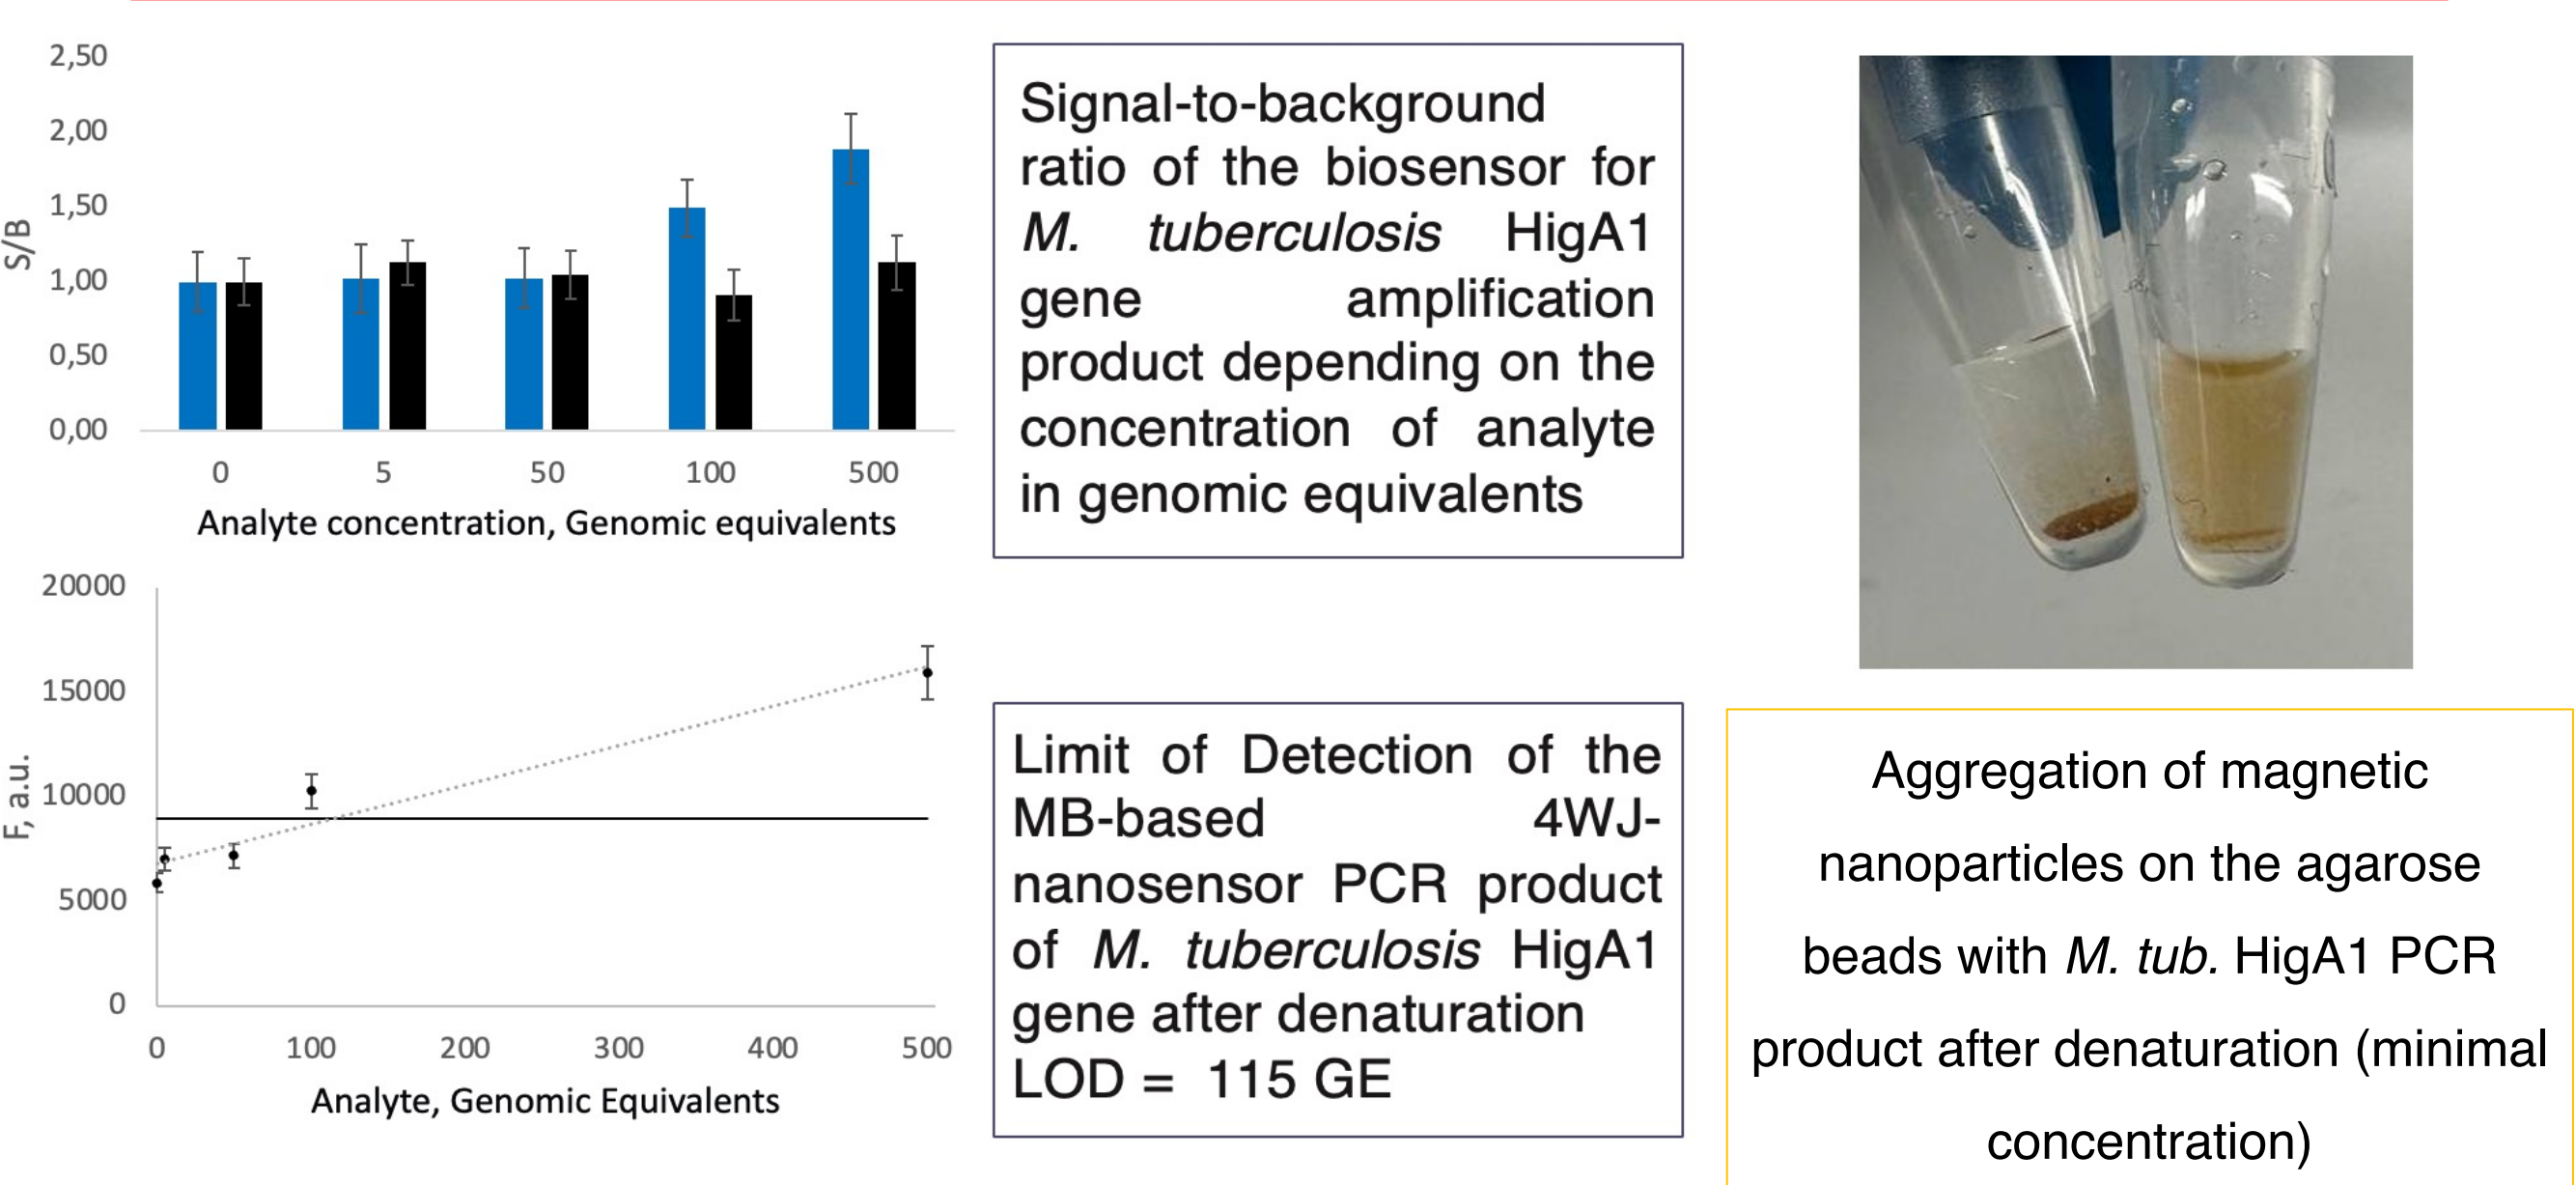 2,50
2,00
1,50
1,00
0,50
0,00
S/B
0 5 50 100 500
Analyte concentration, Genomic equivalents
Signal-to-background
ratio of the biosensor for
M. tuberculosis HigA1
gene amplification
product depending on the
concentration of analyte
in genomic equivalents
20000
15000
10000
5000
0
F, a.u.
0 100 200 300 400 500
Analyte, Genomic Equivalents
Limit of Detection of the
MB-based 4WJ-
nanosensor PCR product
of M. tuberculosis HigA1
gene after denaturation
LOD = 115 GE
Aggregation of magnetic
nanoparticles on the agarose
beads with M. tub. HigA1 PCR
product after denaturation (minimal
concentration)